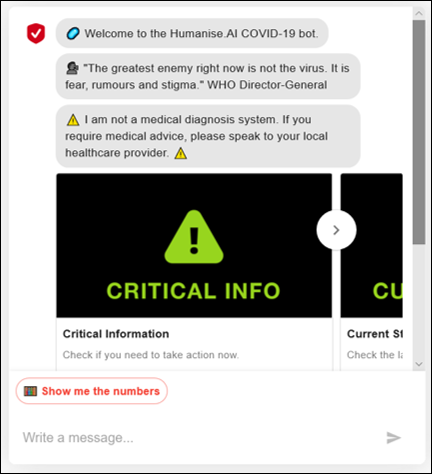 Welcome to the Humanise.AI COVID-19 bot.
"The greatest enemy right now is not the virus. It is
fear, rumours and stigma." WHO Director-General
I am not a medical diagnosis system. If you
require medical advice, please speak to your local
healthcare provider.
CRITICAL INFO
CU
Critical Information
Current St
Check if you need to take action now.
Check the la
Show me the numbers
Write a message...